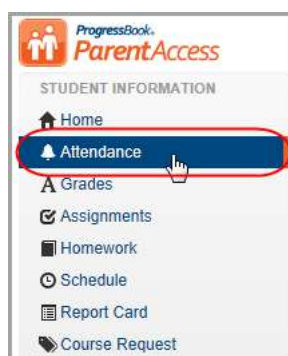 ProgressBook.
ParentAccess
STUDENT INFORMATION
Home
Attendance
Grades
Assignments
Homework
Schedule
Report Card
Course Request